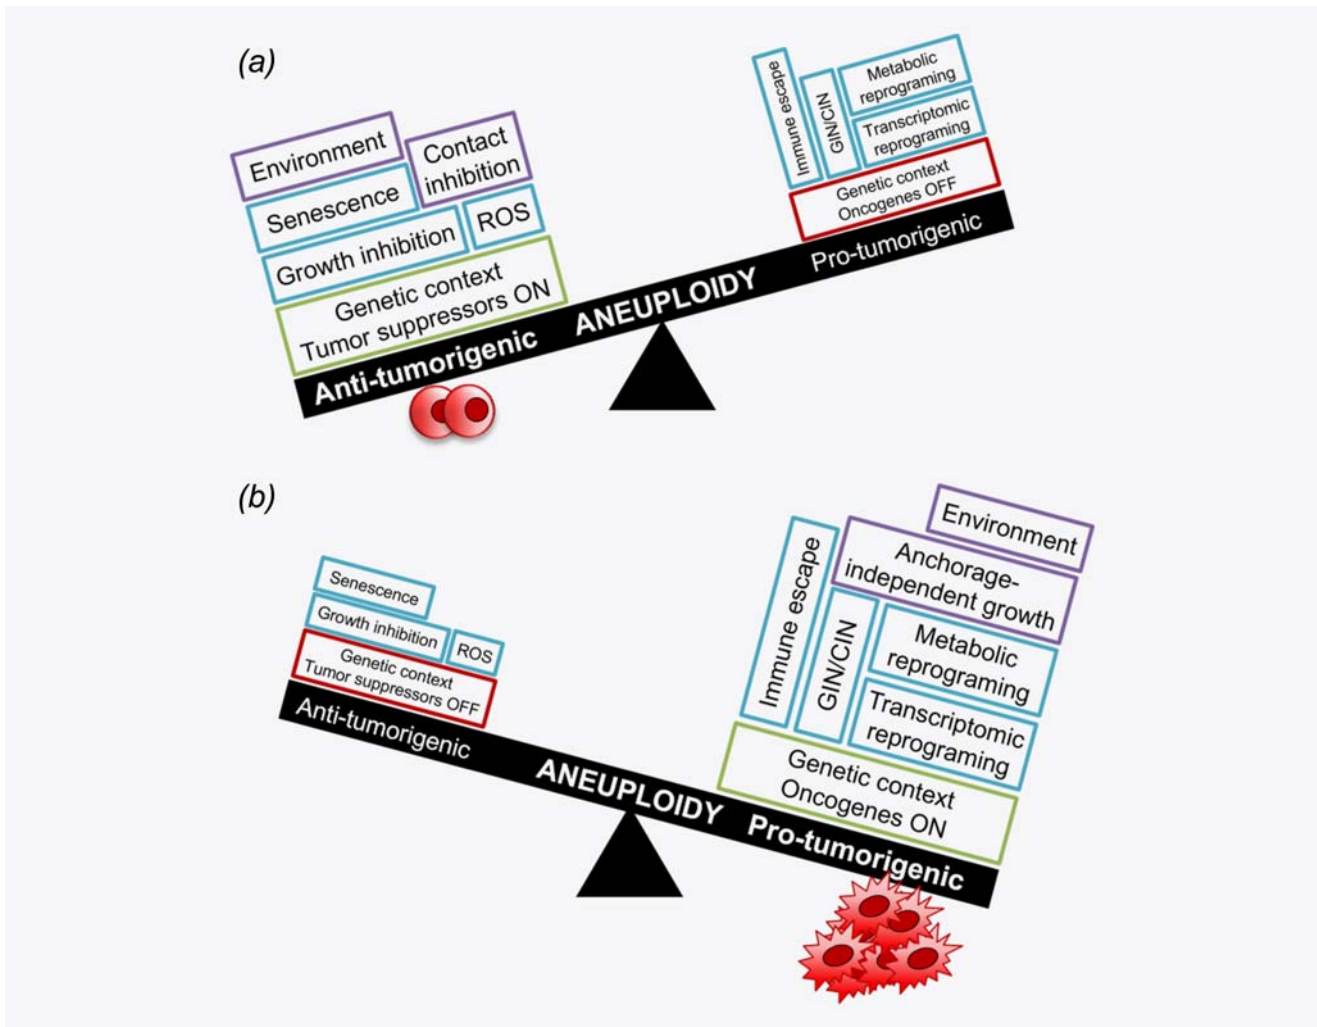 (a)
Environment
Contact
inhibition
Senescence
ROS
Growth inhibition
Genetic context
Tumor suppressors ON
Immune escape
GIN/CIN
Metabolic
reprograming
Transcriptomic
reprograming
Genetic context
Oncogenes OFF
Anti-tumorigenic
ANEUPLOIDY
Pro-tumorigenic
(b)
Senescence
Growth inhibition
ROS
Genetic context
Tumor suppressors OFF
Environment
Anchorage-
independent growth
Immune escape
GIN/CIN
Metabolic
reprograming
Transcriptomic
reprograming
Genetic context
Oncogenes ON
Anti-tumorigenic
ANEUPLOIDY
Pro-tumorigenic